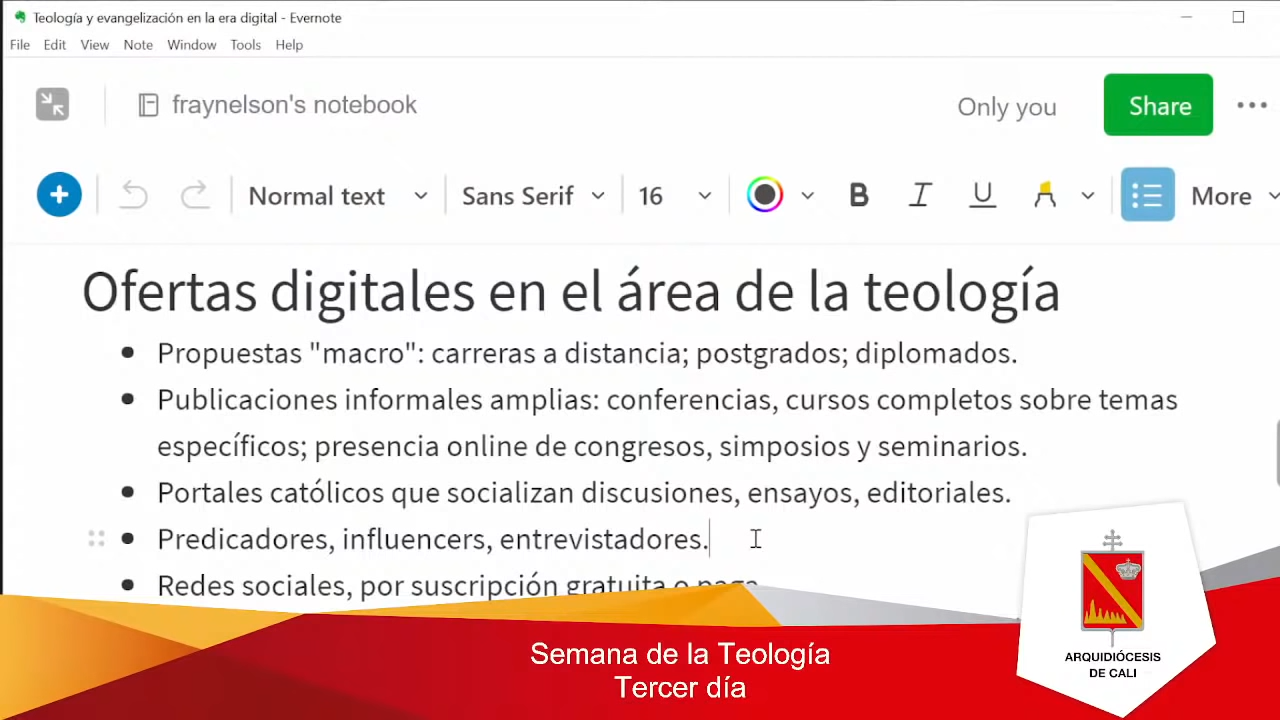 Teología y evangelización en la era digital - Evernote
File Edit View Note Window Tools Help
fraynelson's notebook
Only you
Share
Normal text
Sans Serif
16
B I U
More
Ofertas digitales en el área de la teología
Propuestas "macro": carreras a distancia; postgrados; diplomados.
Publicaciones informales amplias: conferencias, cursos completos sobre temas
específicos; presencia online de congresos, simposios y seminarios.
Portales católicos que socializan discusiones, ensayos, editoriales.
Predicadores, influencers, entrevistadores.
Redes sociales, por suscripción gratuita o paga
Semana de la Teología
Tercer día
ARQUIDIÓCESIS
DE CALI